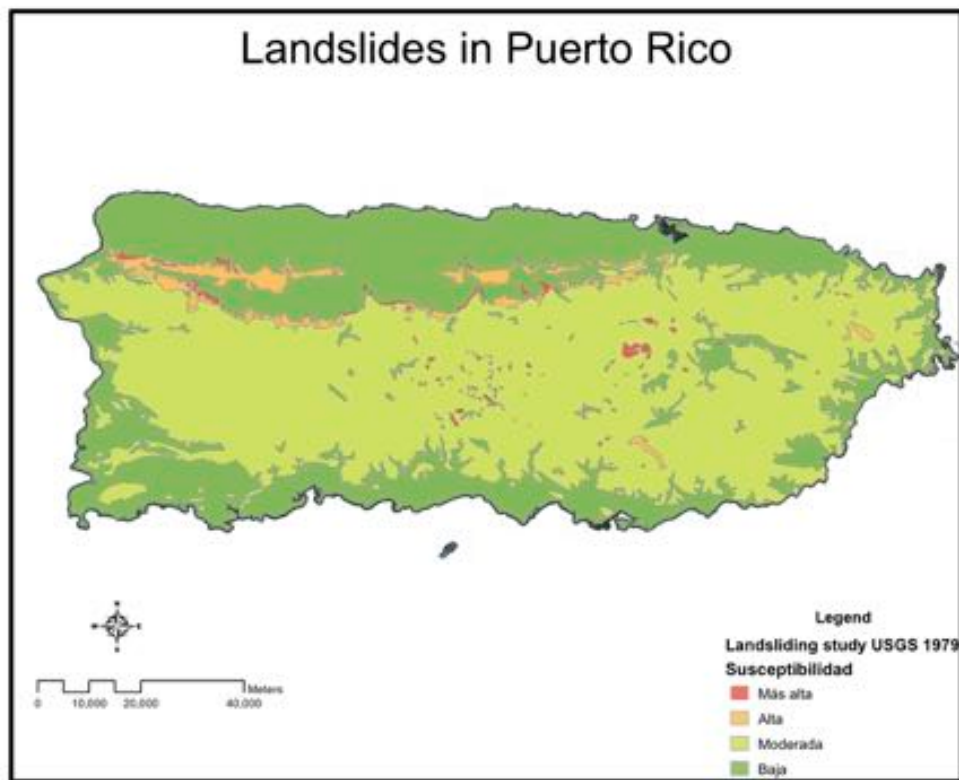 Landslides in Puerto Rico
Legend
Landsliding study USGS 1979
Susceptibilidad
Más alta
Alta
Moderada
Baja
Meters
0 10,000 20,000 40,000